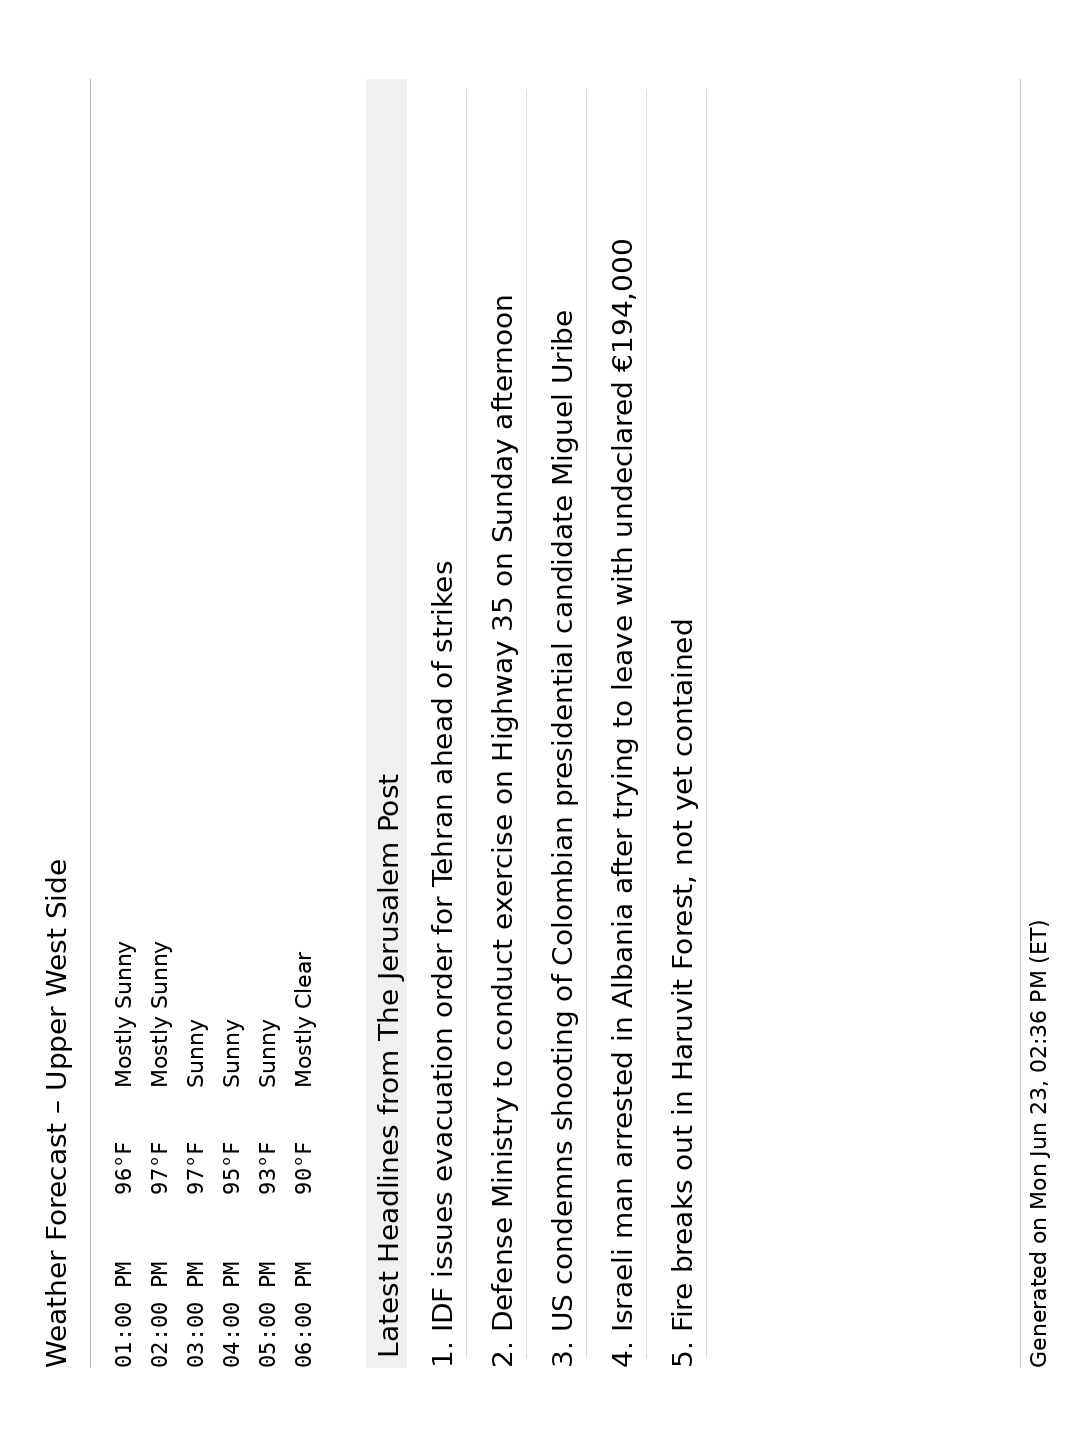 Weather Forecast – Upper West Side
01:00 PM 96°F Mostly Sunny
02:00 PM 97°F Mostly Sunny
03:00 PM 97°F Sunny
04:00 PM 95°F Sunny
05:00 PM 93°F Sunny
06:00 PM 90°F Mostly Clear
Latest Headlines from The Jerusalem Post
1. IDF issues evacuation order for Tehran ahead of strikes
2. Defense Ministry to conduct exercise on Highway 35 on Sunday afternoon
3. US condemns shooting of Colombian presidential candidate Miguel Uribe
4. Israeli man arrested in Albania after trying to leave with undeclared €194,000
5. Fire breaks out in Haruvit Forest, not yet contained
Generated on Mon Jun 23, 02:36 PM (ET)